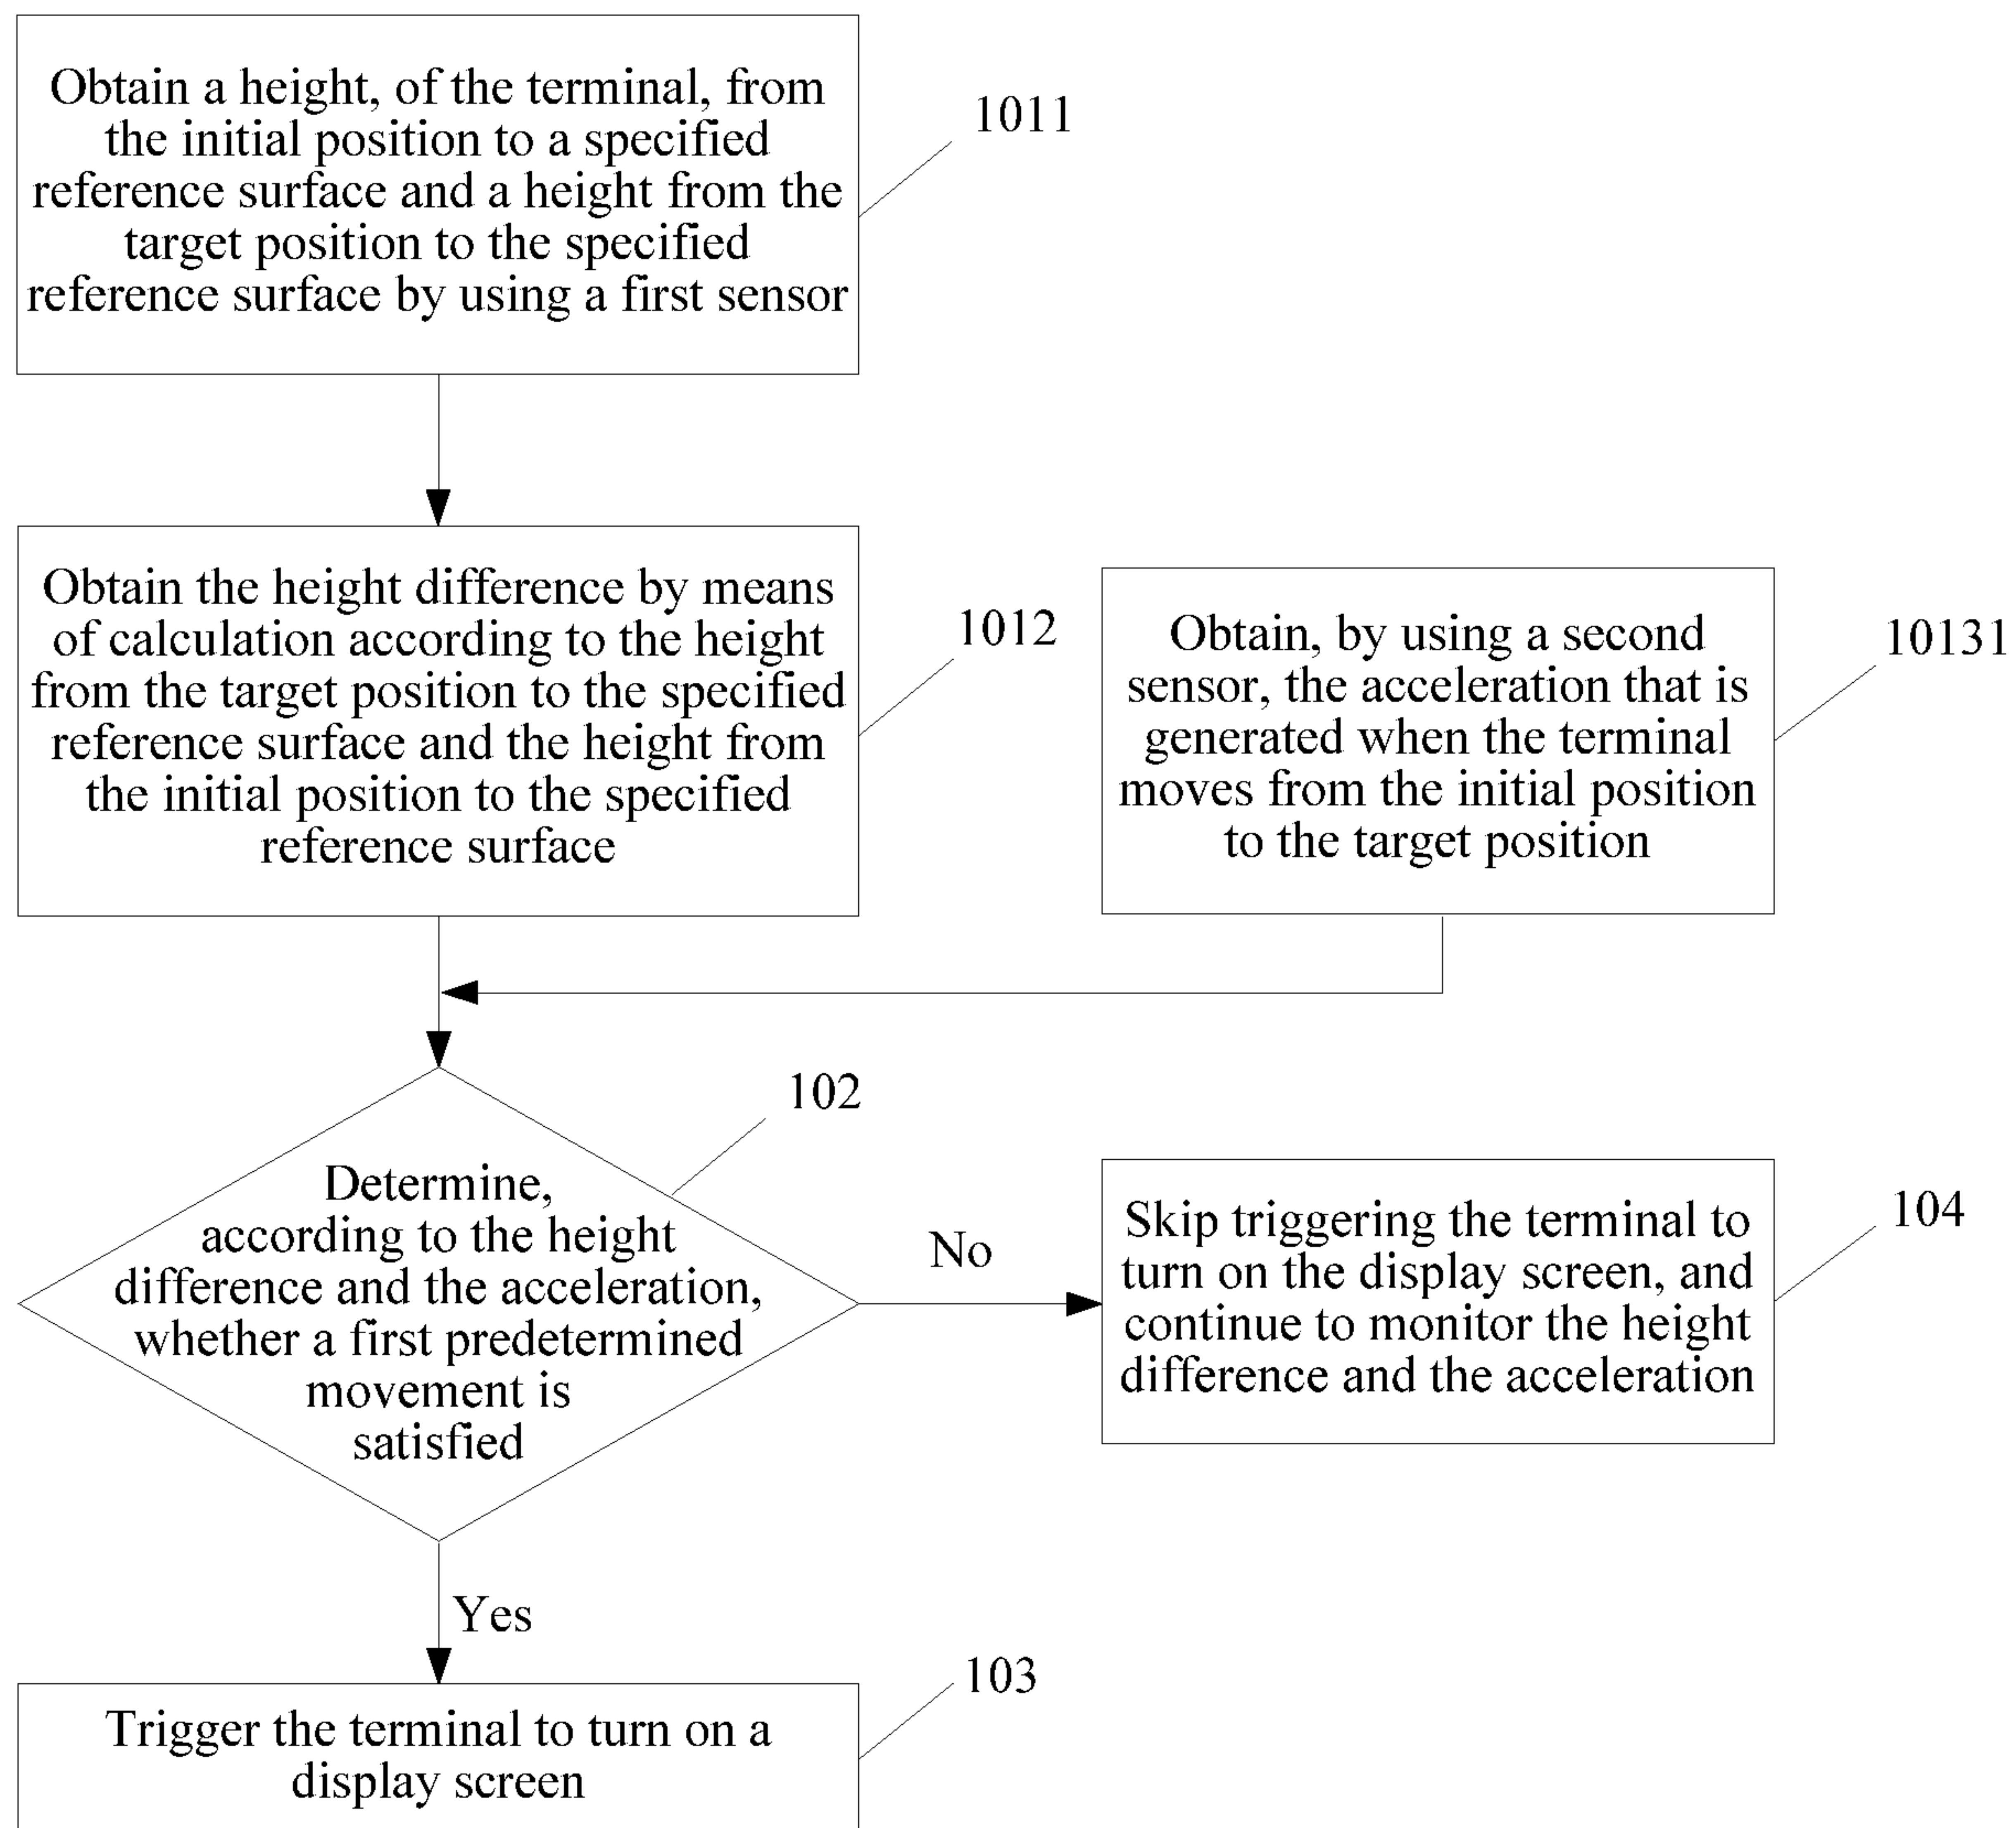 Obtain a height, of the terminal, from
the initial position to a specified
reference surface and a height from the
target position to the specified
reference surface by using a first sensor
1011
Obtain the height difference by means
of calculation according to the height
from the target position to the specified
reference surface and the height from
the initial position to the specified
reference surface
1012
Obtain, by using a second
sensor, the acceleration that is
generated when the terminal
moves from the initial position
to the target position
10131
102
Determine,
according to the height
difference and the acceleration,
whether a first predetermined
movement is
satisfied
No
Skip triggering the terminal to
turn on the display screen, and
continue to monitor the height
difference and the acceleration
104
Yes
103
Trigger the terminal to turn on a
display screen